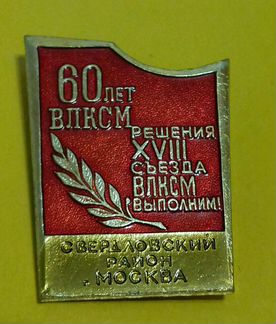 60 ЛЕТ
ВЛКСМ
РЕШЕНИЯ
XVIII
СЪЕЗДА
ВЛКСМ
ВЫПОЛНИМ!
СВЕРДЛОВСКИЙ
РАЙОН
г. МОСКВА